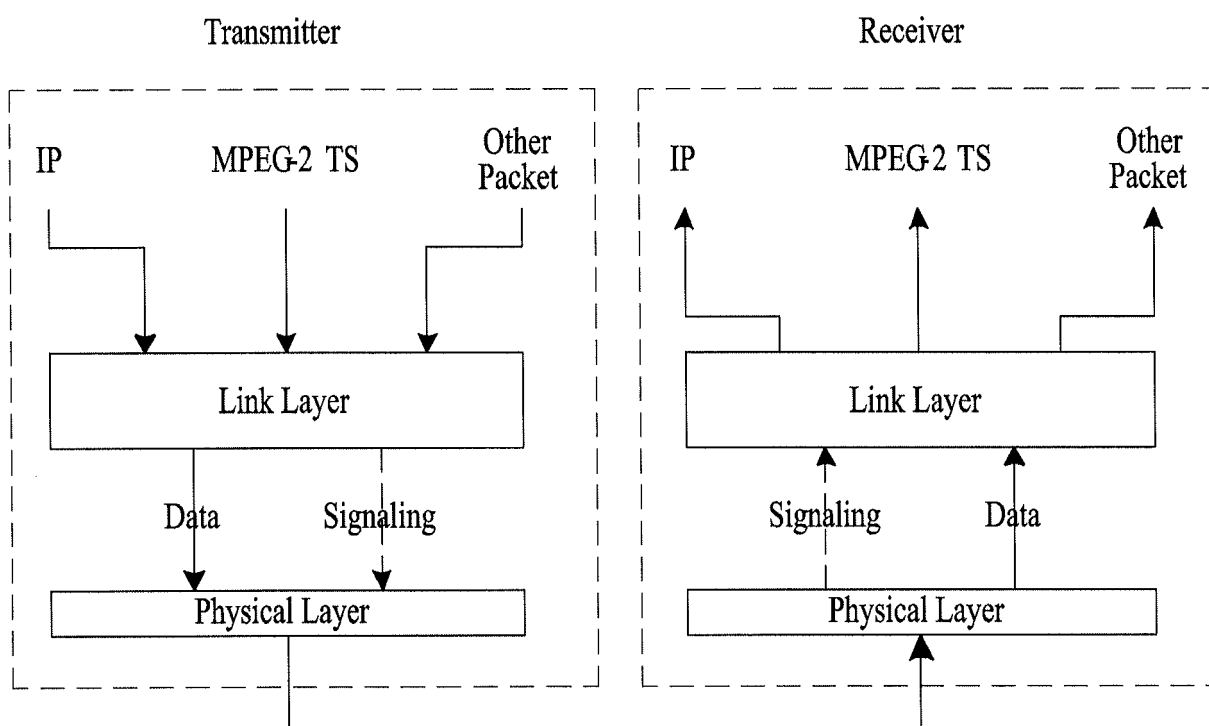 Transmitter
IP
MPEG-2 TS
Other
Packet
Link Layer
Data
Signaling
Physical Layer
Receiver
IP
MPEG-2 TS
Other
Packet
Link Layer
Signaling
Data
Physical Layer